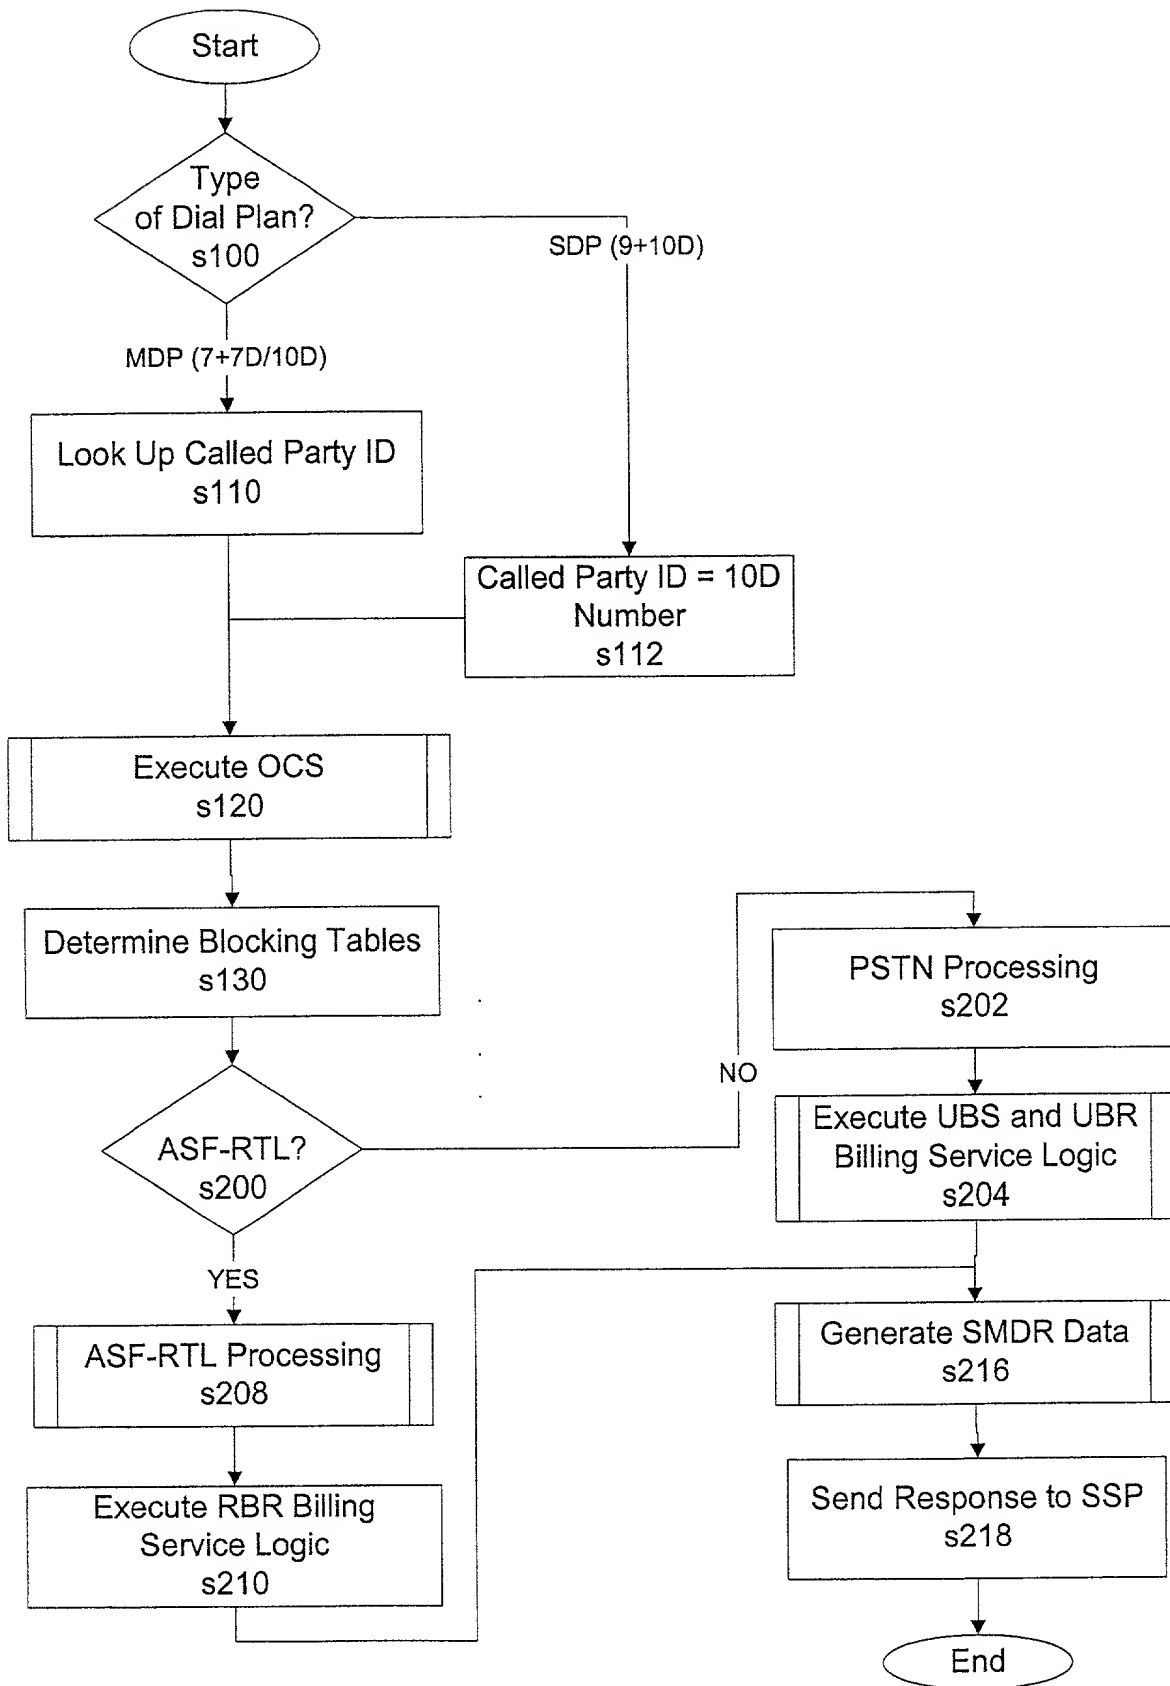 Start
Type
of Dial Plan?
s100
SDP (9+10D)
MDP (7+7D/10D)
Look Up Called Party ID
s110
Called Party ID = 10D
Number
s112
Execute OCS
s120
Determine Blocking Tables
s130
PSTN Processing
s202
NO
Execute UBS and UBR
Billing Service Logic
s204
ASF-RTL?
s200
YES
Generate SMDR Data
s216
ASF-RTL Processing
s208
Send Response to SSP
s218
Execute RBR Billing
Service Logic
s210
End